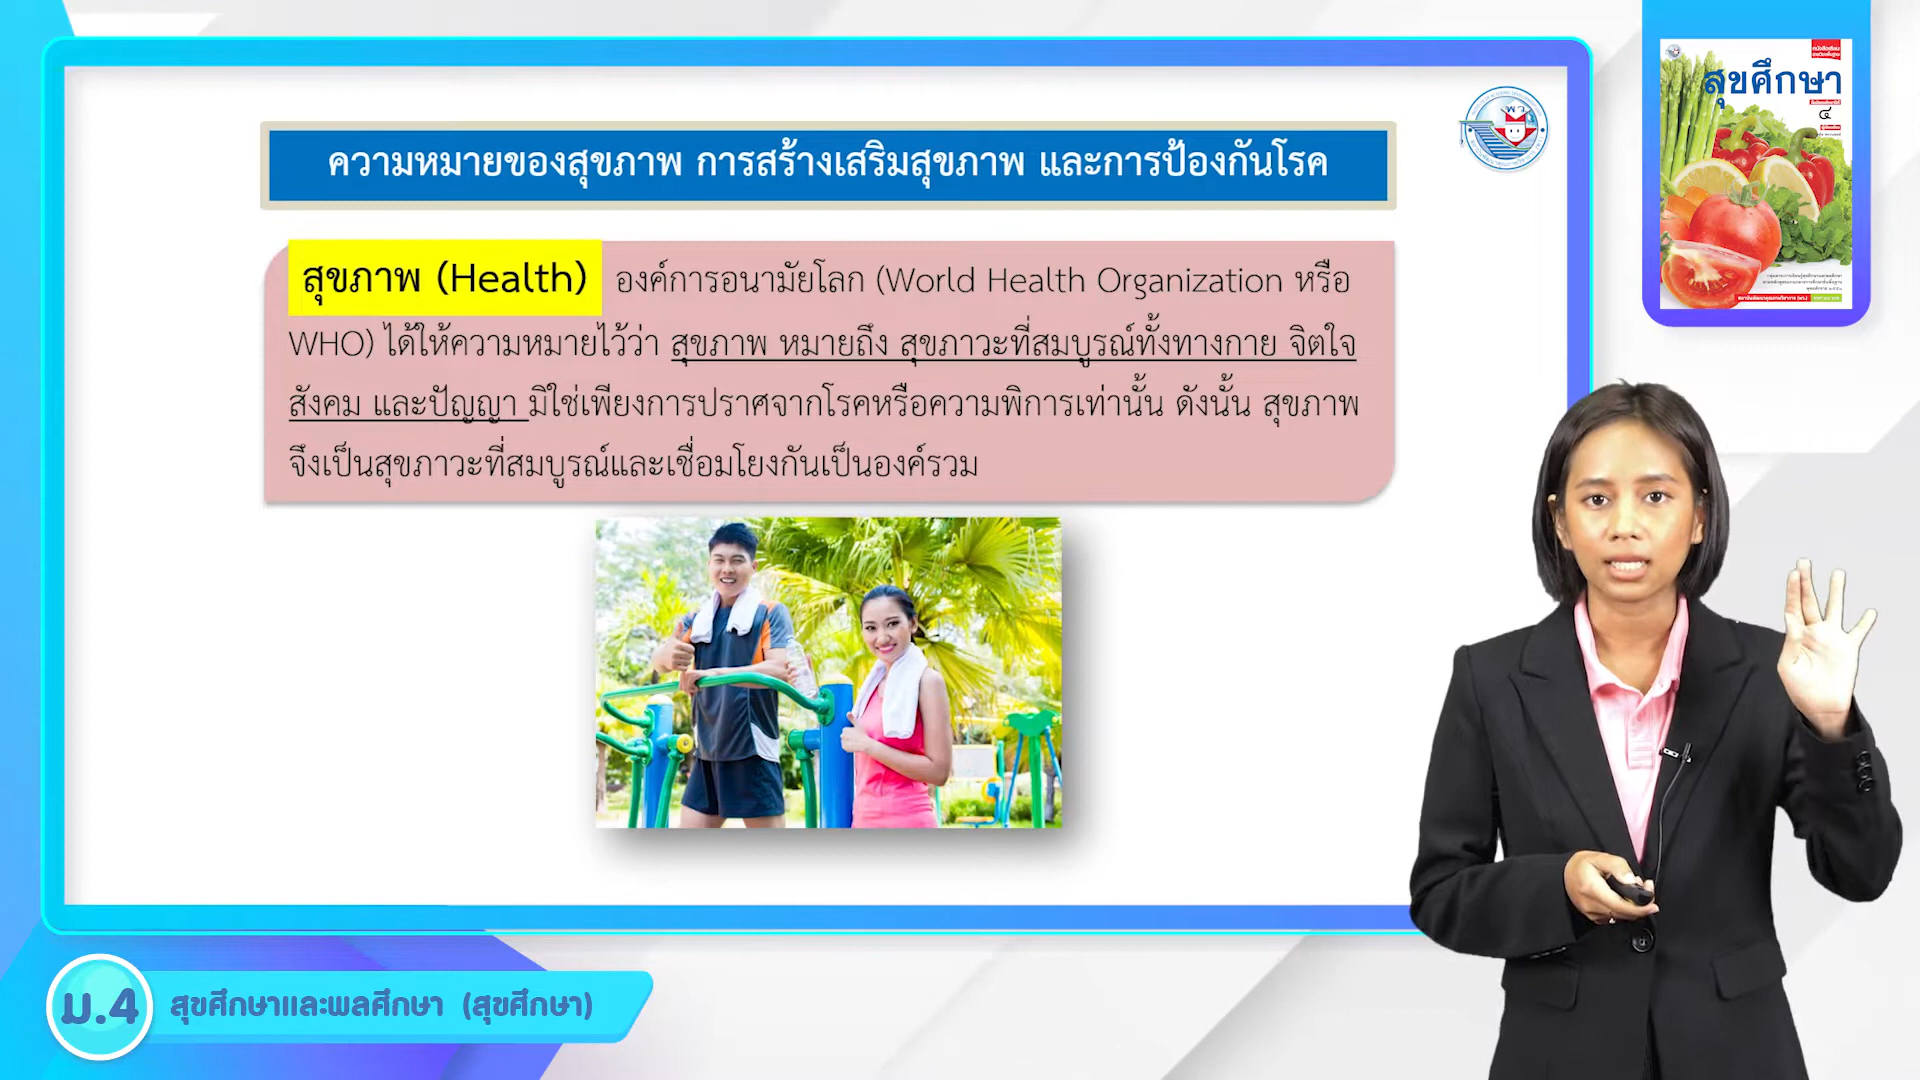 ความหมายของสุขภาพ การสร้างเสริมสุขภาพ และการป้องกันโรค
สุขภาพ (Health) องค์การอนามัยโลก (World Health Organization หรือ
WHO) ได้ให้ความหมายไว้ว่า สุขภาพ หมายถึง สุขภาวะที่สมบูรณ์ทั้งทางกาย จิตใจ
สังคม และปัญญา มิใช่เพียงการปราศจากโรคหรือความพิการเท่านั้น ดังนั้น สุขภาพ
จึงเป็นสุขภาวะที่สมบูรณ์และเชื่อมโยงกันเป็นองค์รวม
พว
สุขศึกษา
๔
ม.4 สุขศึกษาและพลศึกษา (สุขศึกษา)